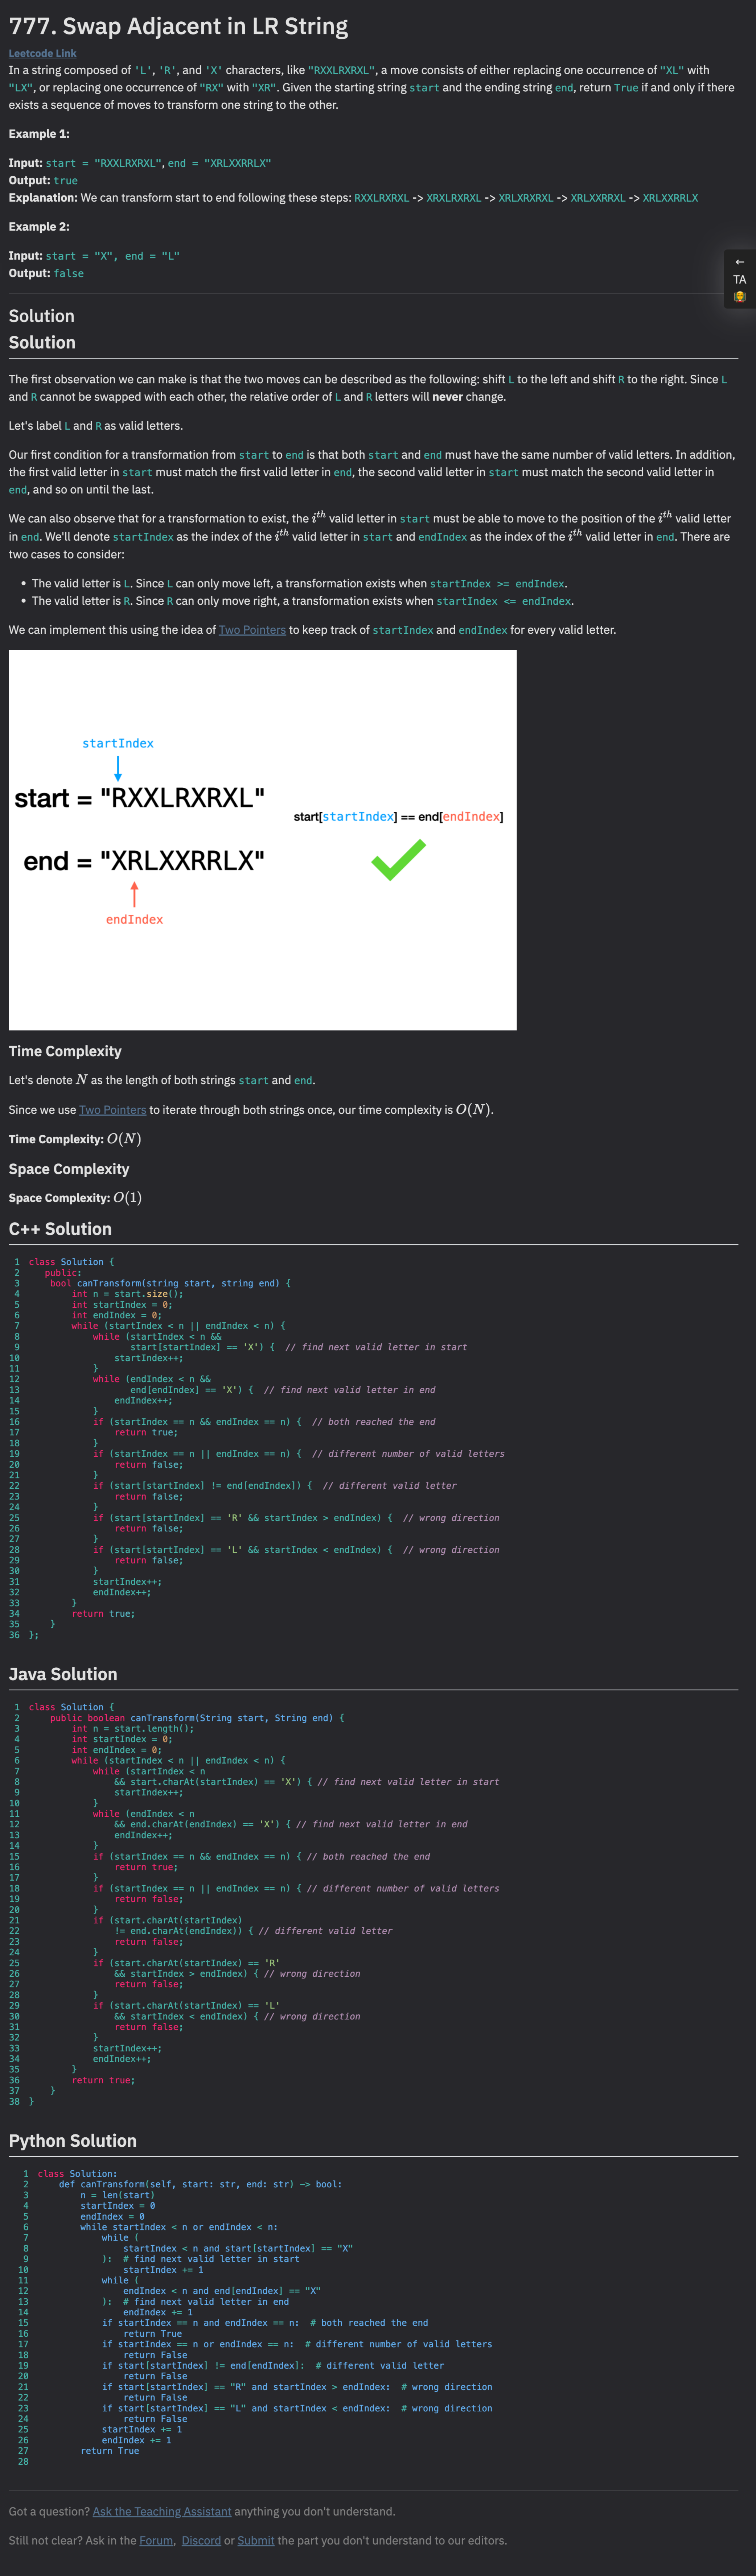 777. Swap Adjacent in LR String
Leetcode Link
In a string composed of 'L', 'R', and 'X' characters, like "RXXLRXRXL", a move consists of either replacing one occurrence of "XL" with
"LX", or replacing one occurrence of "RX" with "XR". Given the starting string start and the ending string end, return True if and only if there
exists a sequence of moves to transform one string to the other.
Example 1:
Input: start = "RXXLRXRXL", end = "XRLXXRRLX"
Output: true
Explanation: We can transform start to end following these steps: RXXLRXRXL -> XRXLRXRXL -> XRLXRXRXL -> XRLXXRRXL -> XRLXXRRLX
Example 2:
Input: start = "X", end = "L"
Output: false
←
TA
Solution
Solution
The first observation we can make is that the two moves can be described as the following: shift L to the left and shift R to the right. Since L
and R cannot be swapped with each other, the relative order of L and R letters will never change.
Let's label L and R as valid letters.
Our first condition for a transformation from start to end is that both start and end must have the same number of valid letters. In addition,
the first valid letter in start must match the first valid letter in end, the second valid letter in start must match the second valid letter in
end, and so on until the last.
We can also observe that for a transformation to exist, the i^th valid letter in start must be able to move to the position of the i^th valid letter
in end. We'll denote startIndex as the index of the i^th valid letter in start and endIndex as the index of the i^th valid letter in end. There are
two cases to consider:
• The valid letter is L. Since L can only move left, a transformation exists when startIndex >= endIndex.
• The valid letter is R. Since R can only move right, a transformation exists when startIndex <= endIndex.
We can implement this using the idea of Two Pointers to keep track of startIndex and endIndex for every valid letter.
startIndex
start = "RXXLRXRXL"
start[startIndex] == end[endIndex]
end = "XRLXXRRLX"
endIndex
Time Complexity
Let's denote N as the length of both strings start and end.
Since we use Two Pointers to iterate through both strings once, our time complexity is O(N).
Time Complexity: O(N)
Space Complexity
Space Complexity: O(1)
C++ Solution
1 class Solution {
2    public:
3     bool canTransform(string start, string end) {
4         int n = start.size();
5         int startIndex = 0;
6         int endIndex = 0;
7         while (startIndex < n || endIndex < n) {
8             while (startIndex < n &&
9                    start[startIndex] == 'X') {  // find next valid letter in start
10                 startIndex++;
11             }
12             while (endIndex < n &&
13                    end[endIndex] == 'X') {  // find next valid letter in end
14                 endIndex++;
15             }
16             if (startIndex == n && endIndex == n) {  // both reached the end
17                 return true;
18             }
19             if (startIndex == n || endIndex == n) {  // different number of valid letters
20                 return false;
21             }
22             if (start[startIndex] != end[endIndex]) {  // different valid letter
23                 return false;
24             }
25             if (start[startIndex] == 'R' && startIndex > endIndex) {  // wrong direction
26                 return false;
27             }
28             if (start[startIndex] == 'L' && startIndex < endIndex) {  // wrong direction
29                 return false;
30             }
31             startIndex++;
32             endIndex++;
33         }
34         return true;
35     }
36 };
Java Solution
1 class Solution {
2     public boolean canTransform(String start, String end) {
3         int n = start.length();
4         int startIndex = 0;
5         int endIndex = 0;
6         while (startIndex < n || endIndex < n) {
7             while (startIndex < n
8                 && start.charAt(startIndex) == 'X') { // find next valid letter in start
9                 startIndex++;
10             }
11             while (endIndex < n
12                 && end.charAt(endIndex) == 'X') { // find next valid letter in end
13                 endIndex++;
14             }
15             if (startIndex == n && endIndex == n) { // both reached the end
16                 return true;
17             }
18             if (startIndex == n || endIndex == n) { // different number of valid letters
19                 return false;
20             }
21             if (start.charAt(startIndex)
22                 != end.charAt(endIndex)) { // different valid letter
23                 return false;
24             }
25             if (start.charAt(startIndex) == 'R'
26                 && startIndex > endIndex) { // wrong direction
27                 return false;
28             }
29             if (start.charAt(startIndex) == 'L'
30                 && startIndex < endIndex) { // wrong direction
31                 return false;
32             }
33             startIndex++;
34             endIndex++;
35         }
36         return true;
37     }
38 }
Python Solution
1 class Solution:
2     def canTransform(self, start: str, end: str) -> bool:
3         n = len(start)
4         startIndex = 0
5         endIndex = 0
6         while startIndex < n or endIndex < n:
7             while (
8                 startIndex < n and start[startIndex] == "X"
9             ):  # find next valid letter in start
10                 startIndex += 1
11             while (
12                 endIndex < n and end[endIndex] == "X"
13             ):  # find next valid letter in end
14                 endIndex += 1
15             if startIndex == n and endIndex == n:  # both reached the end
16                 return True
17             if startIndex == n or endIndex == n:  # different number of valid letters
18                 return False
19             if start[startIndex] != end[endIndex]:  # different valid letter
20                 return False
21             if start[startIndex] == "R" and startIndex > endIndex:  # wrong direction
22                 return False
23             if start[startIndex] == "L" and startIndex < endIndex:  # wrong direction
24                 return False
25             startIndex += 1
26             endIndex += 1
27         return True
28
Got a question? Ask the Teaching Assistant anything you don't understand.
Still not clear? Ask in the Forum, Discord or Submit the part you don't understand to our editors.